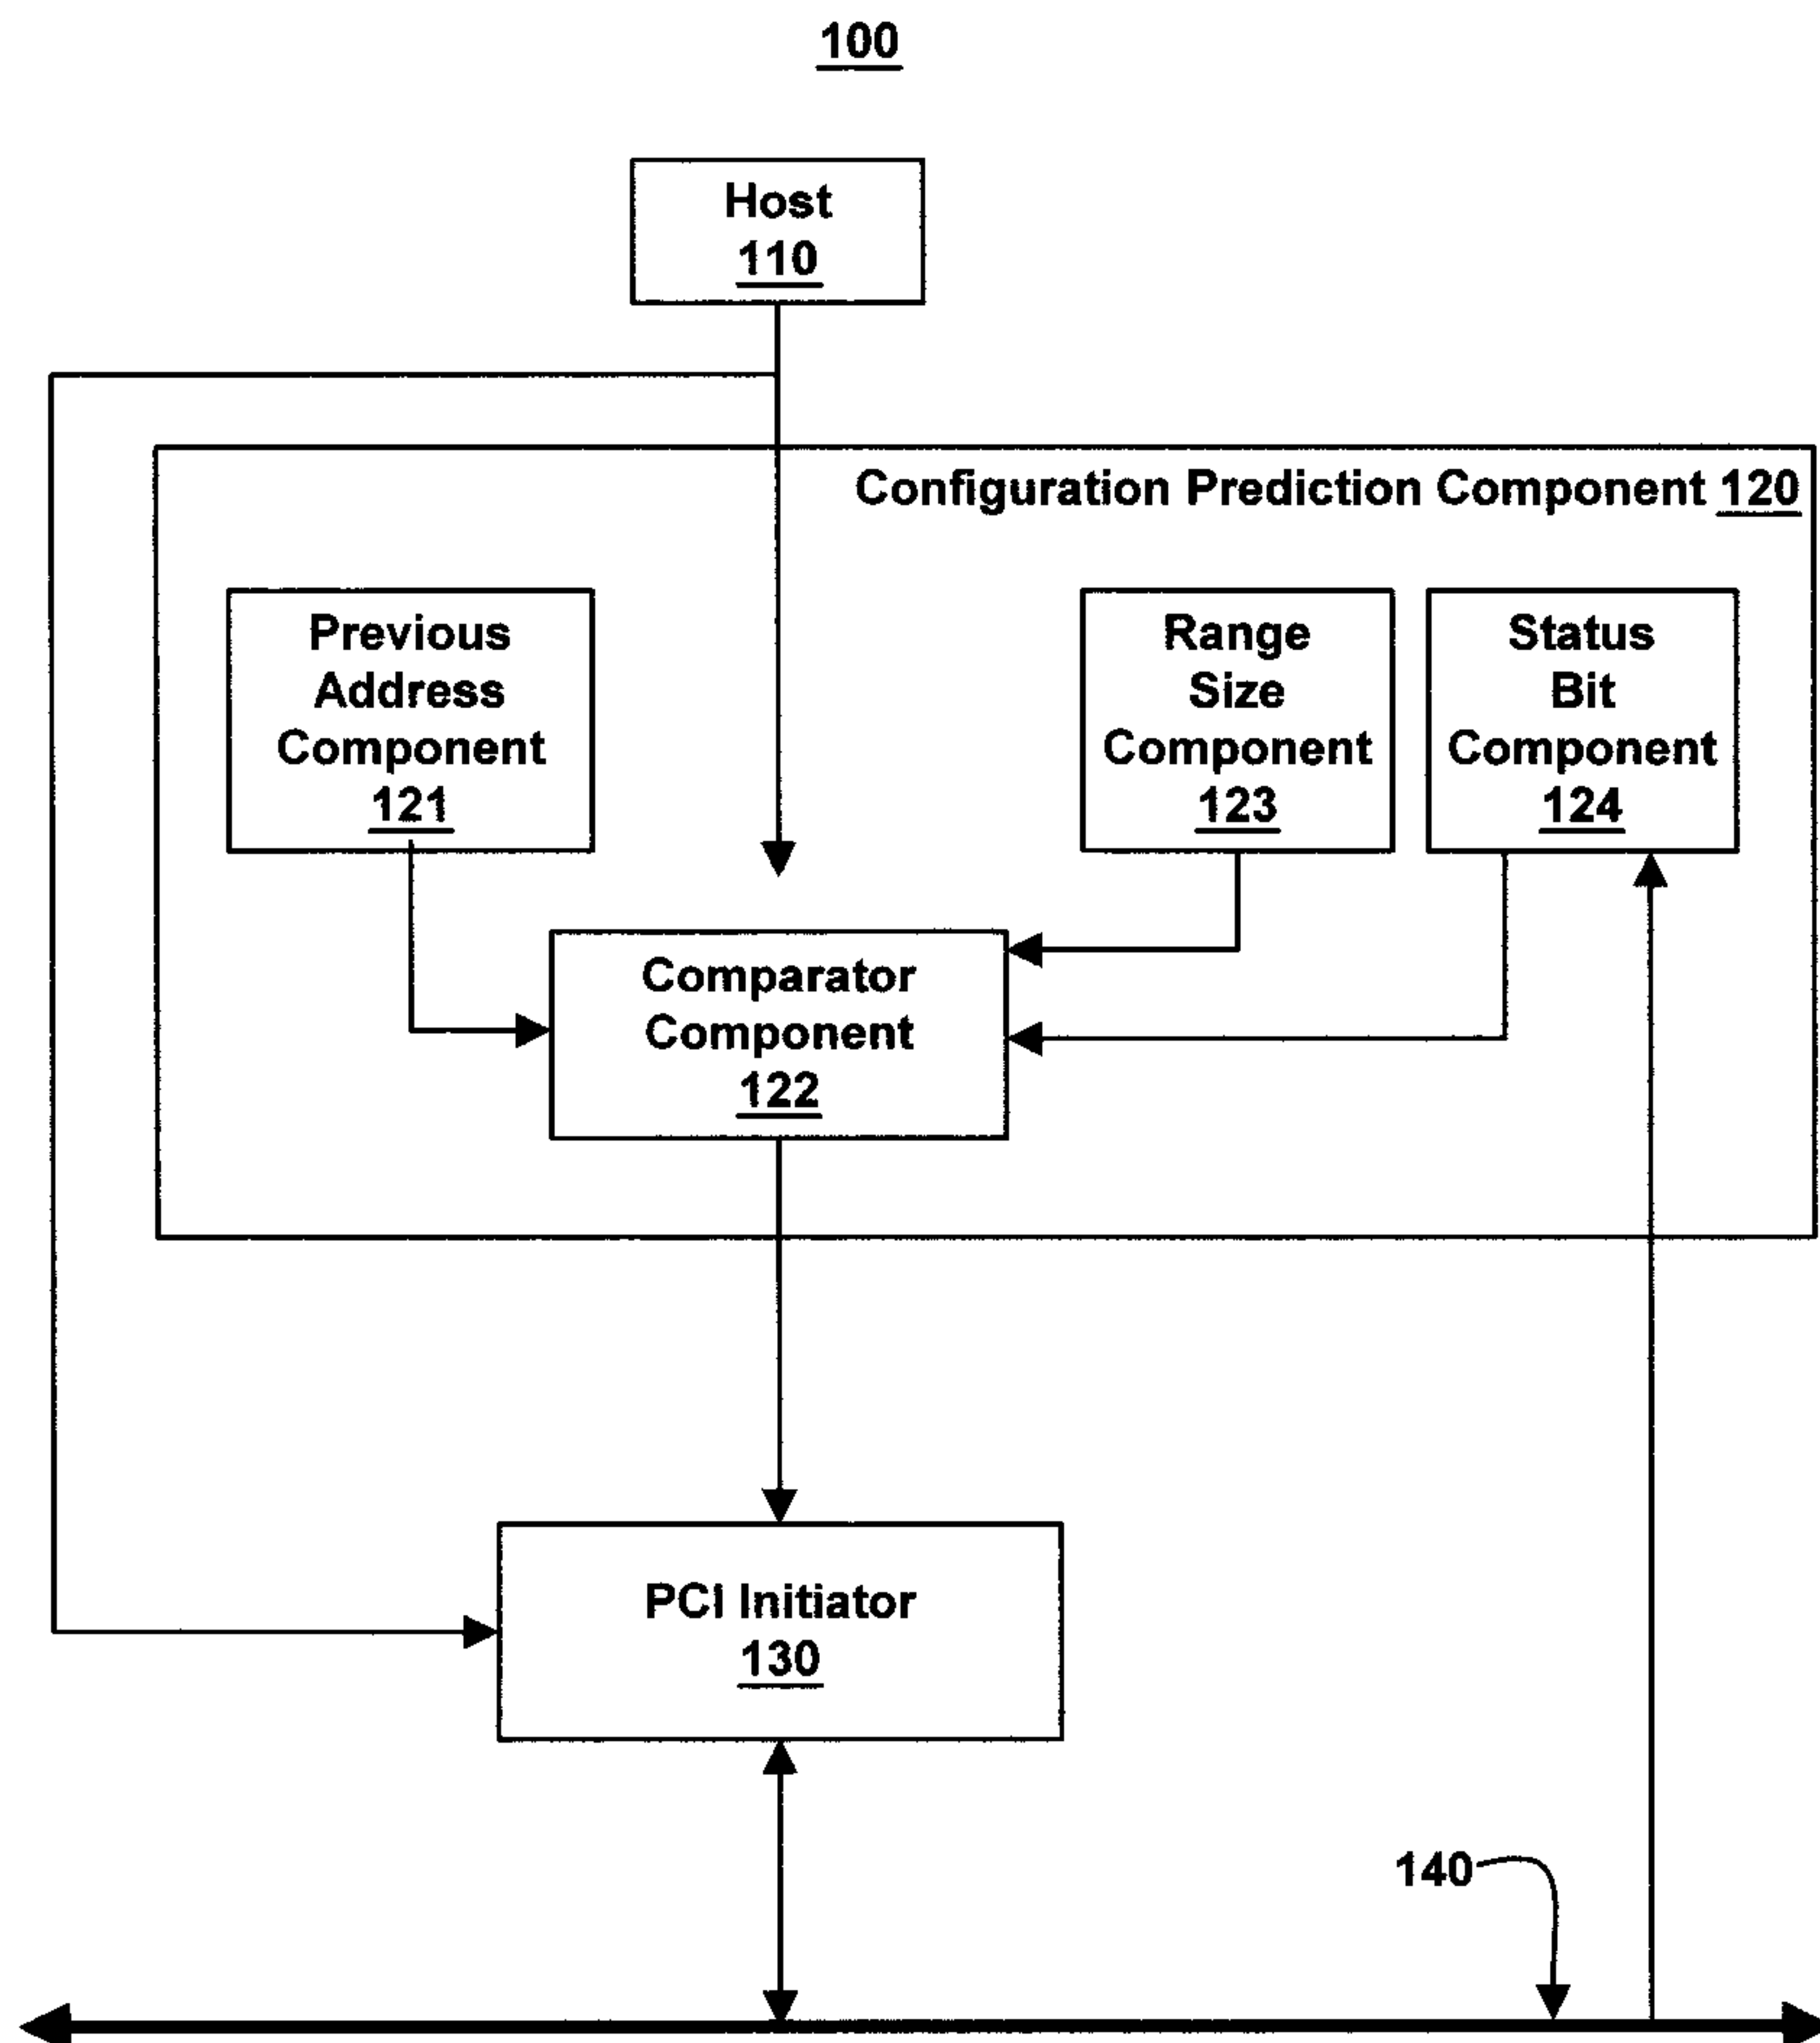 100
Host
110
Configuration Prediction Component 120
Previous
Address
Component
121
Range
Size
Component
123
Status
Bit
Component
124
Comparator
Component
122
PCI Initiator
130
140